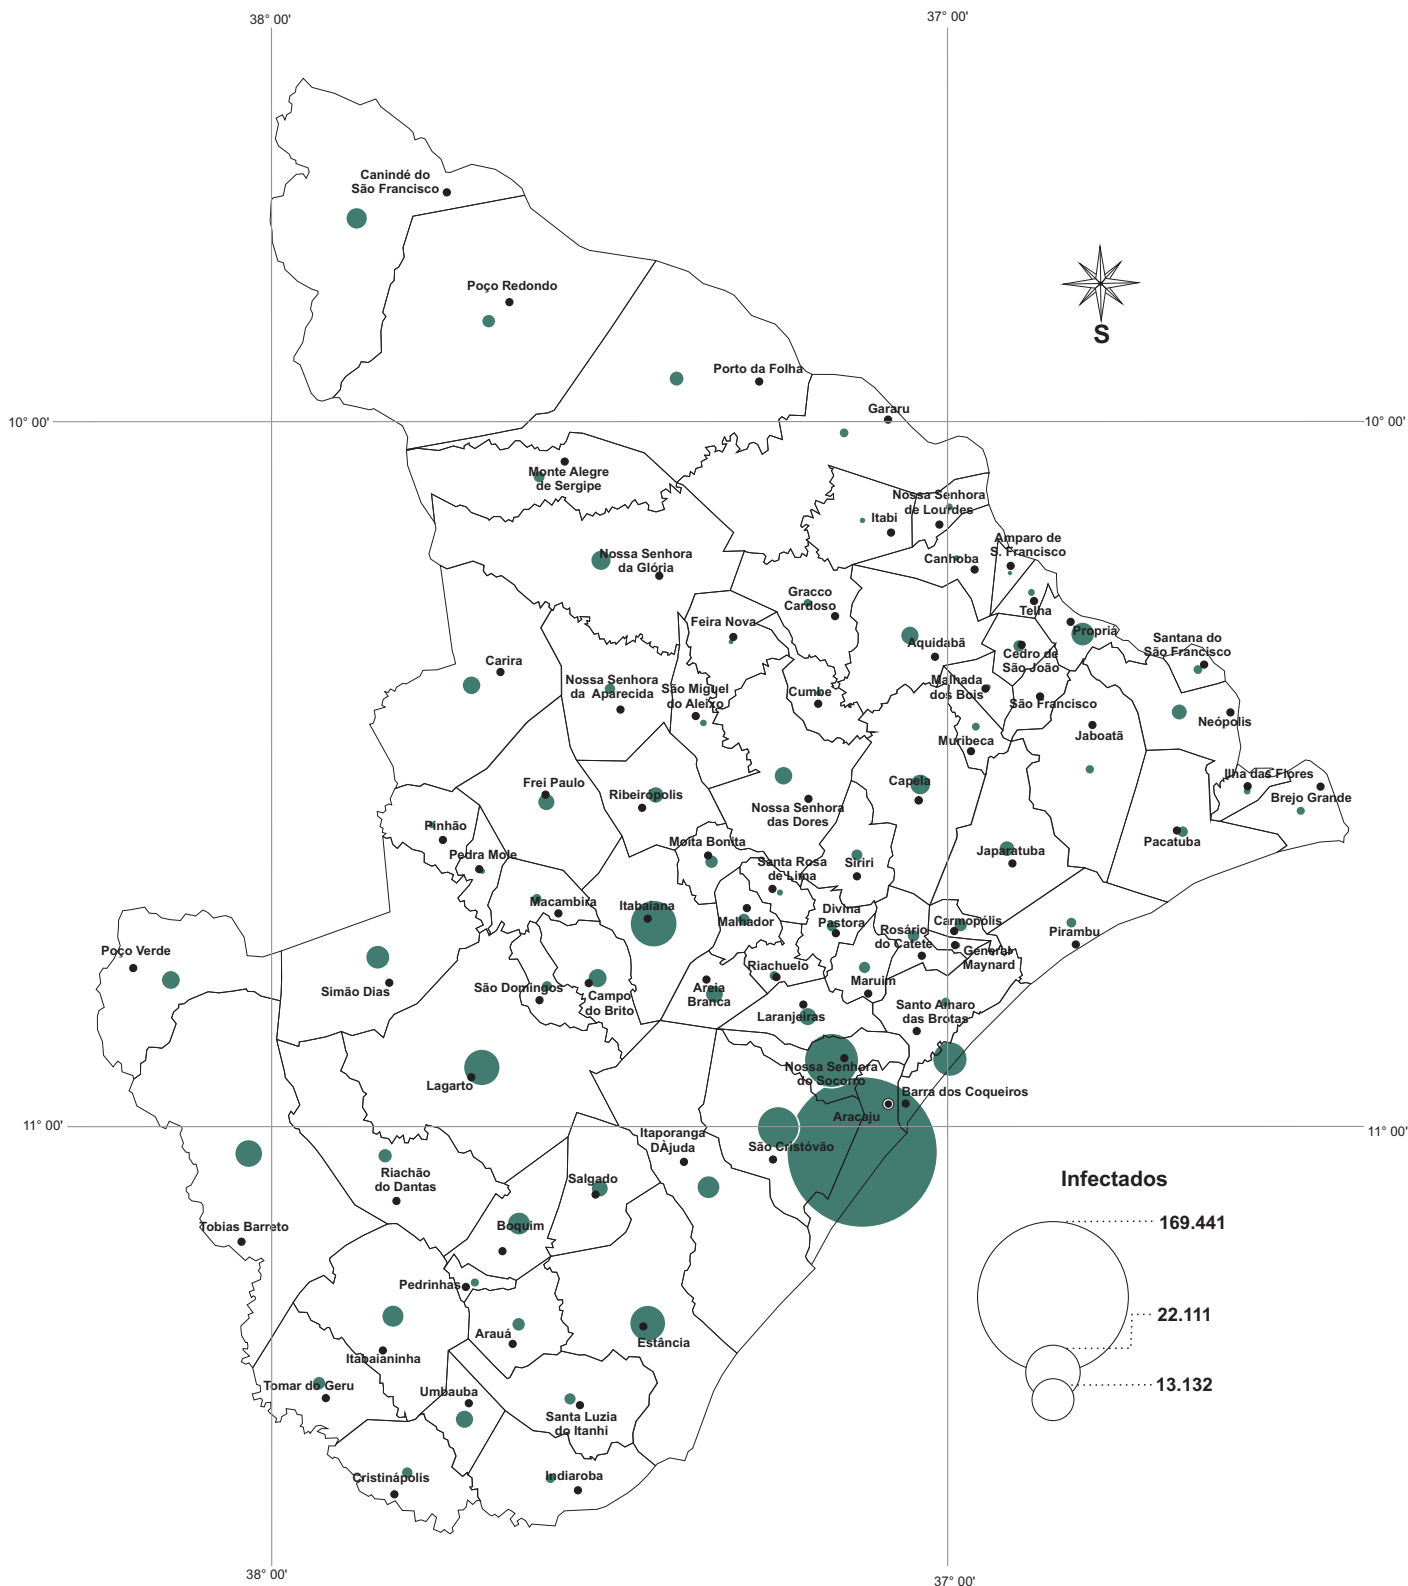 38° 00'
37° 00'
Canindé do
São Francisco
Poço Redondo
S
Porto da Folha
Gararu
10° 00'
10° 00'
Monte Alegre
de Sergipe
Nossa Senhora
de Lourdes
Itabi
Amparo de
S. Francisco
Canhoba
Nossa Senhora
da Glória
Gracco
Cardoso
Telha
Feira Nova
Propriá
Santana do
São Francisco
Aquidabã
Cedro de
São João
Carira
Nossa Senhora
da Aparecida
São Miguel
do Aleixo
Cumbe
Malhada
dos Bois
São Francisco
Neópolis
Jaboatã
Muribeca
Ilha das Flores
Brejo Grande
Frei Paulo
Ribeirópolis
Capela
Nossa Senhora
das Dores
Pinhão
Pedra Mole
Moita Bonita
Santa Rosa
de Lima
Siriri
Japaratuba
Pacatuba
Macambira
Itabaiana
Malhador
Divina
Pastora
Rosário
do Catete
Carmopólis
Pirambu
General
Maynard
Poço Verde
Simão Dias
São Domingos
Campo
do Brito
Areia
Branca
Riachuelo
Maruim
Laranjeiras
Santo Amaro
das Brotas
Lagarto
Nossa Senhora
do Socorro
Barra dos Coqueiros
Aracaju
11° 00'
11° 00'
Itaporanga
DÀjuda
São Cristóvão
Riachão
do Dantas
Salgado
Infectados
Tobias Barreto
Boquim
169.441
Pedrinhas
22.111
Arauá
Estância
Itabaianinha
Tomar do Geru
Umbauba
13.132
Santa Luzia
do Itanhi
Cristinápolis
Indiaroba
38° 00'
37° 00'